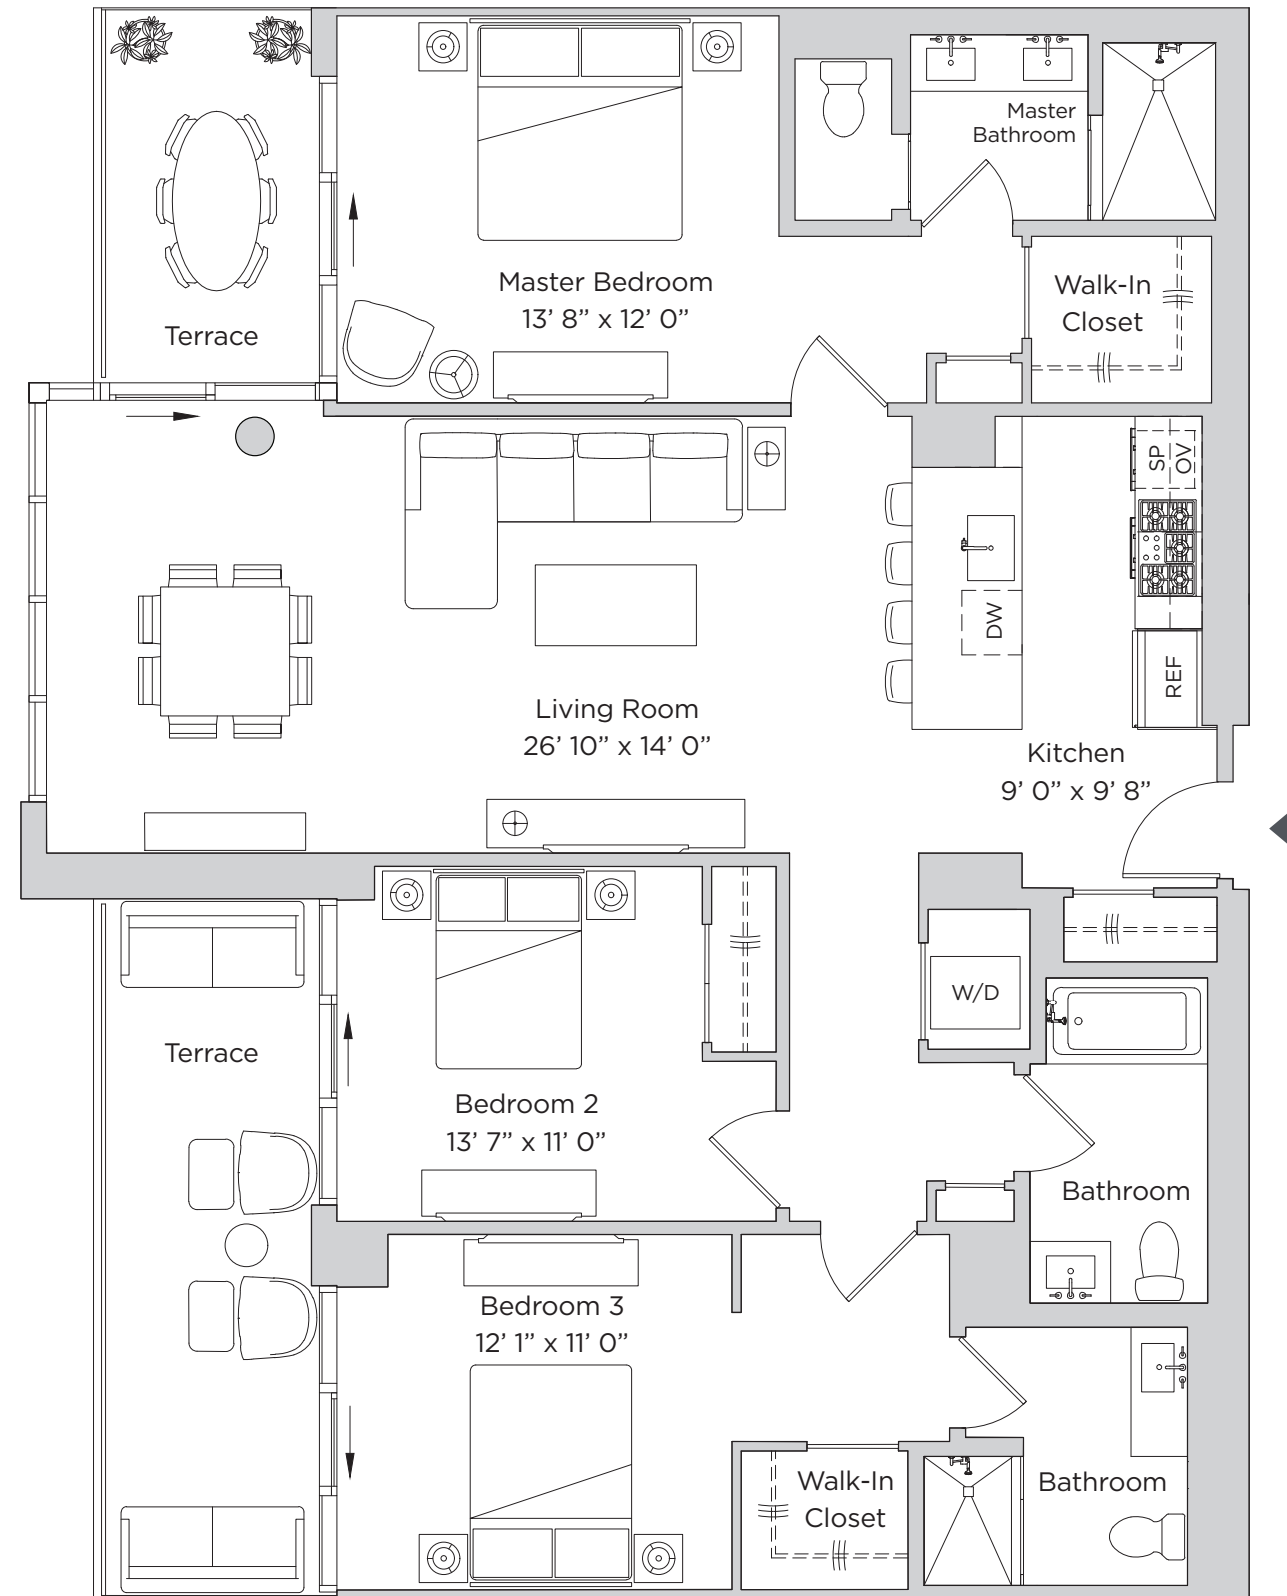 Master
Bathroom
Master Bedroom
13’ 8” x 12’ 0”
Walk-In
Closet
Terrace
SP
OV
DW
REF
Living Room
26’ 10” x 14’ 0”
Kitchen
9’ 0” x 9’ 8”
W/D
Terrace
Bedroom 2
13’ 7” x 11’ 0”
Bathroom
Bedroom 3
12’ 1” x 11’ 0”
Walk-In
Closet
Bathroom